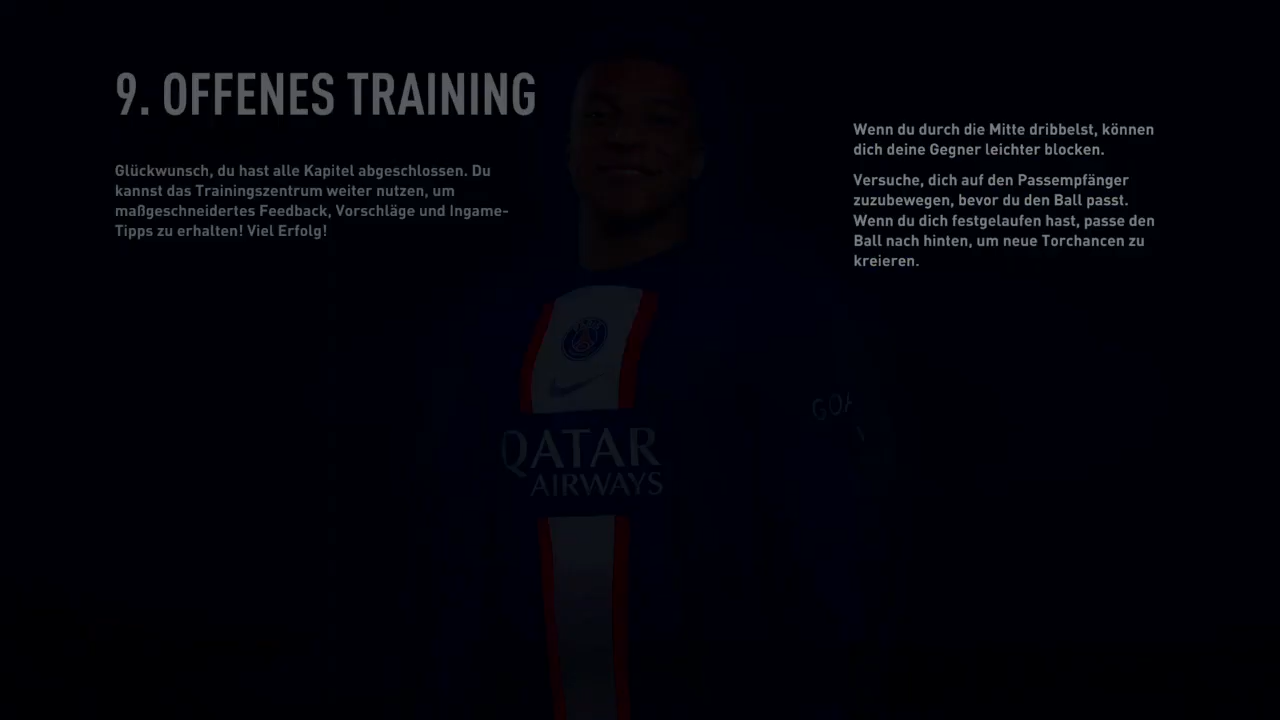 9. OFFENES TRAINING
Glückwunsch, du hast alle Kapitel abgeschlossen. Du
kannst das Trainingszentrum weiter nutzen, um
maßgeschneidertes Feedback, Vorschläge und Ingame-
Tipps zu erhalten! Viel Erfolg!
Wenn du durch die Mitte dribbelst, können
dich deine Gegner leichter blocken.
Versuche, dich auf den Passempfänger
zuzubewegen, bevor du den Ball passt.
Wenn du dich festgelaufen hast, passe den
Ball nach hinten, um neue Torchancen zu
kreieren.
GOA
QATAR
AIRWAYS